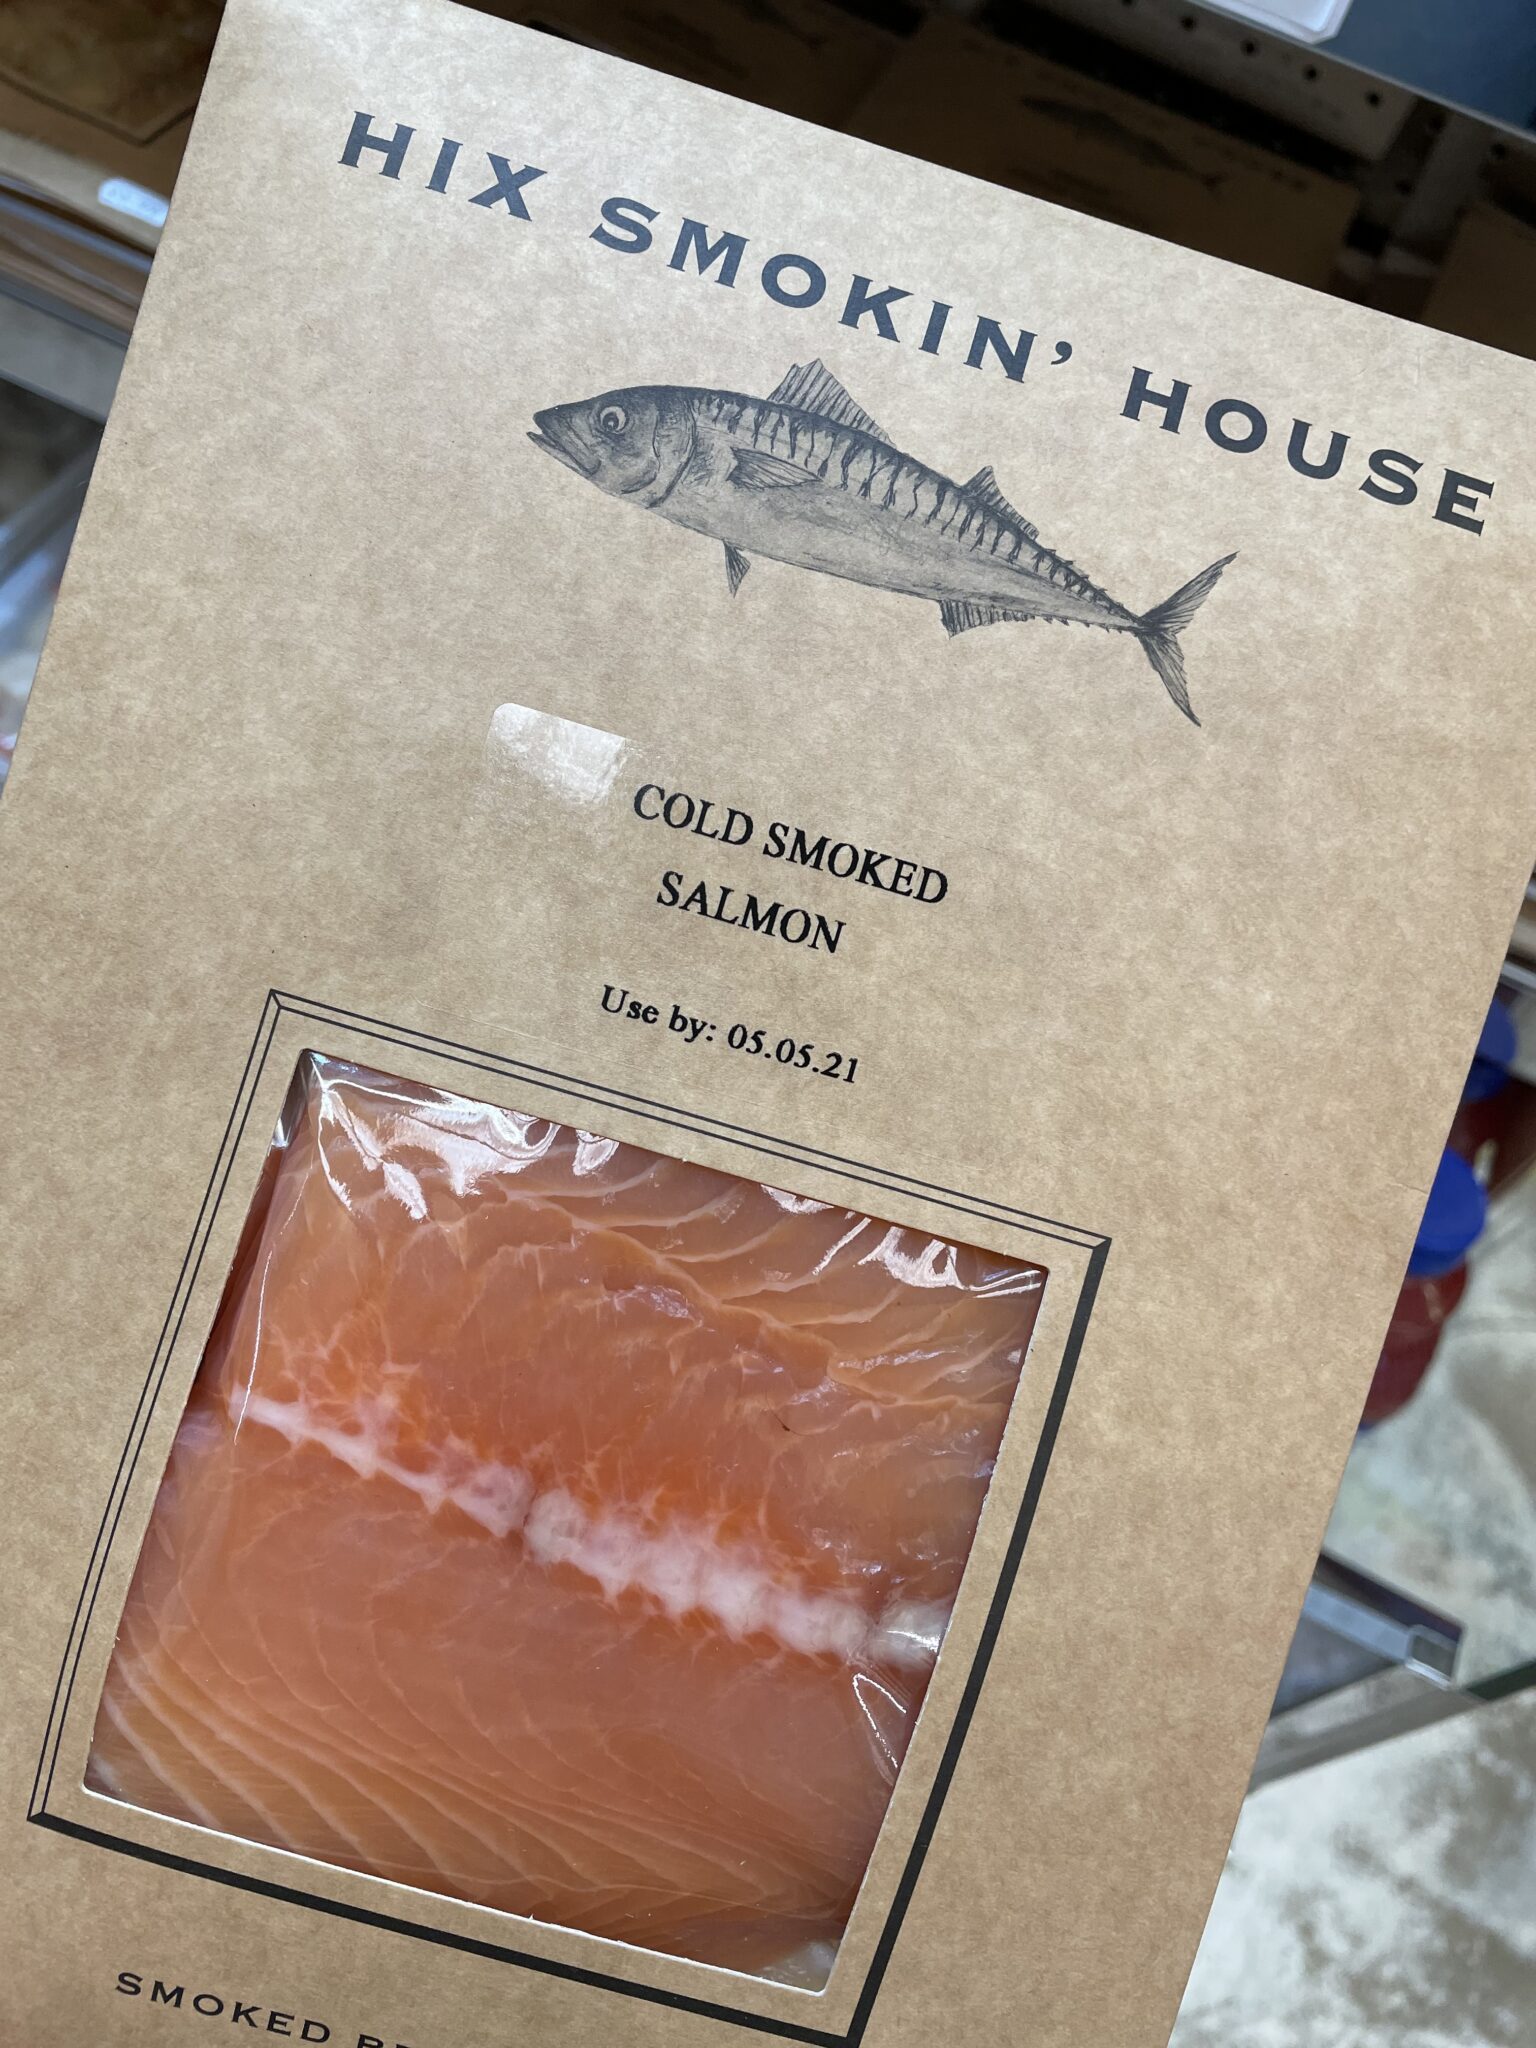 HIX SMOKIN’ HOUSE
COLD SMOKED
SALMON
Use by: 05.05.21
SMOKED